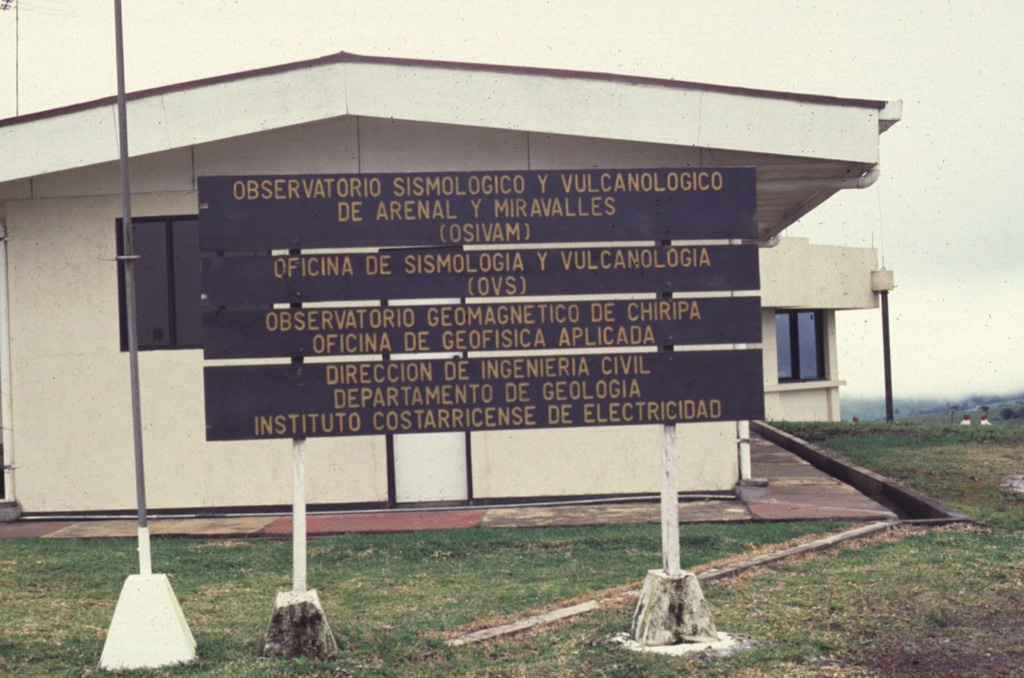 OBSERVATORIO SISMOLOGICO Y VULCANOLOGICO
DE ARENAL Y MIRAVALLES
(OSIVAM)
OFICINA DE SISMOLOGIA Y VULCANOLOGIA
(OVS)
OBSERVATORIO GEOMAGNETICO DE CHIRIPA
OFICINA DE GEOFISICA APLICADA
DIRECCION DE INGENIERIA CIVIL
DEPARTAMENTO DE GEOLOGIA
INSTITUTO COSTARRICENSE DE ELECTRICIDAD